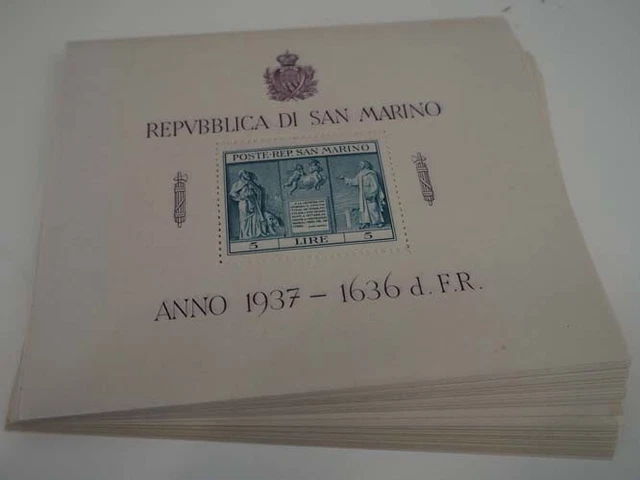 REPVBBLICA DI SAN MARINO
POSTE·REP. SAN MARINO
5 LIRE 5
ANNO 1937 – 1636 d. F.R.